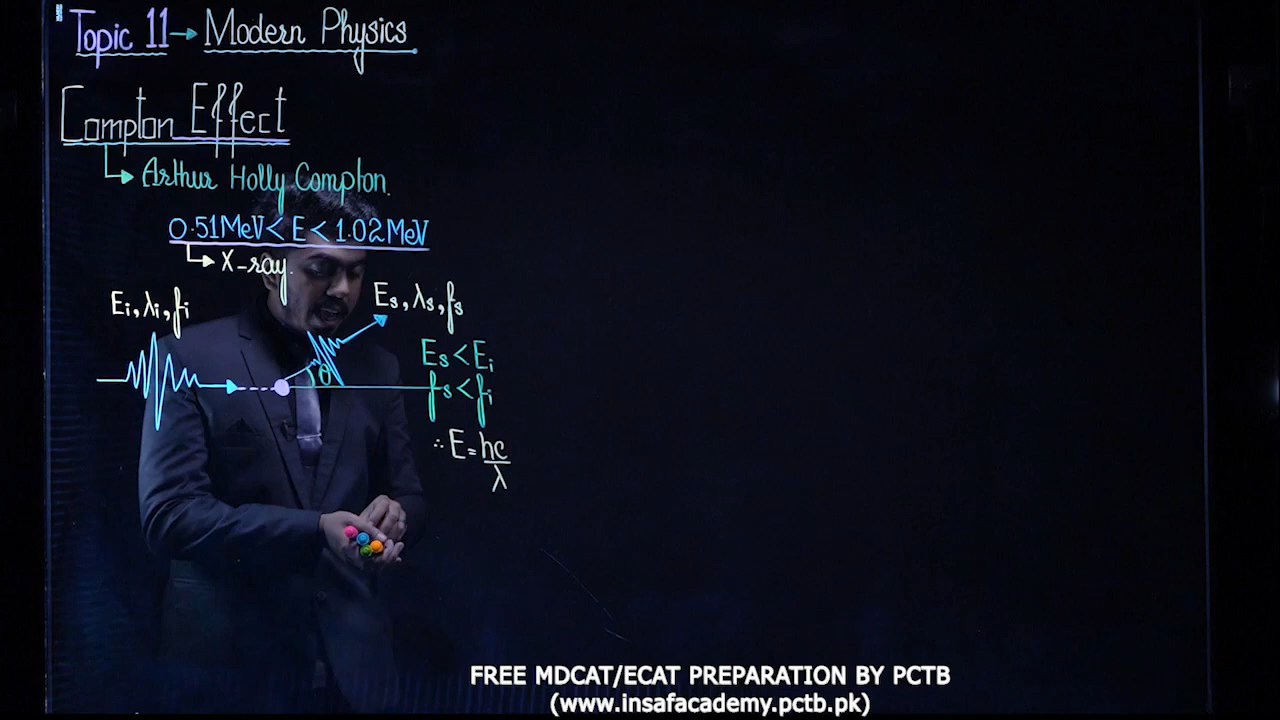 Topic 11 → Modern Physics
Compton Effect
Arthur Holly Compton.
0.51MeV < E < 1.02MeV
X-ray.
Ei, λi, fi
Es, λs, fs
θ
Es < Ei
fs < fi
∴ E = hc/λ
FREE MDCAT/ECAT PREPARATION BY PCTB
(www.insafacademy.pctb.pk)